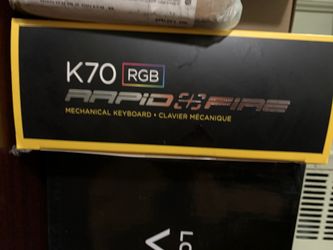 K70 RGB
RAPIDFIRE
MECHANICAL KEYBOARD • CLAVIER MÉCANIQUE